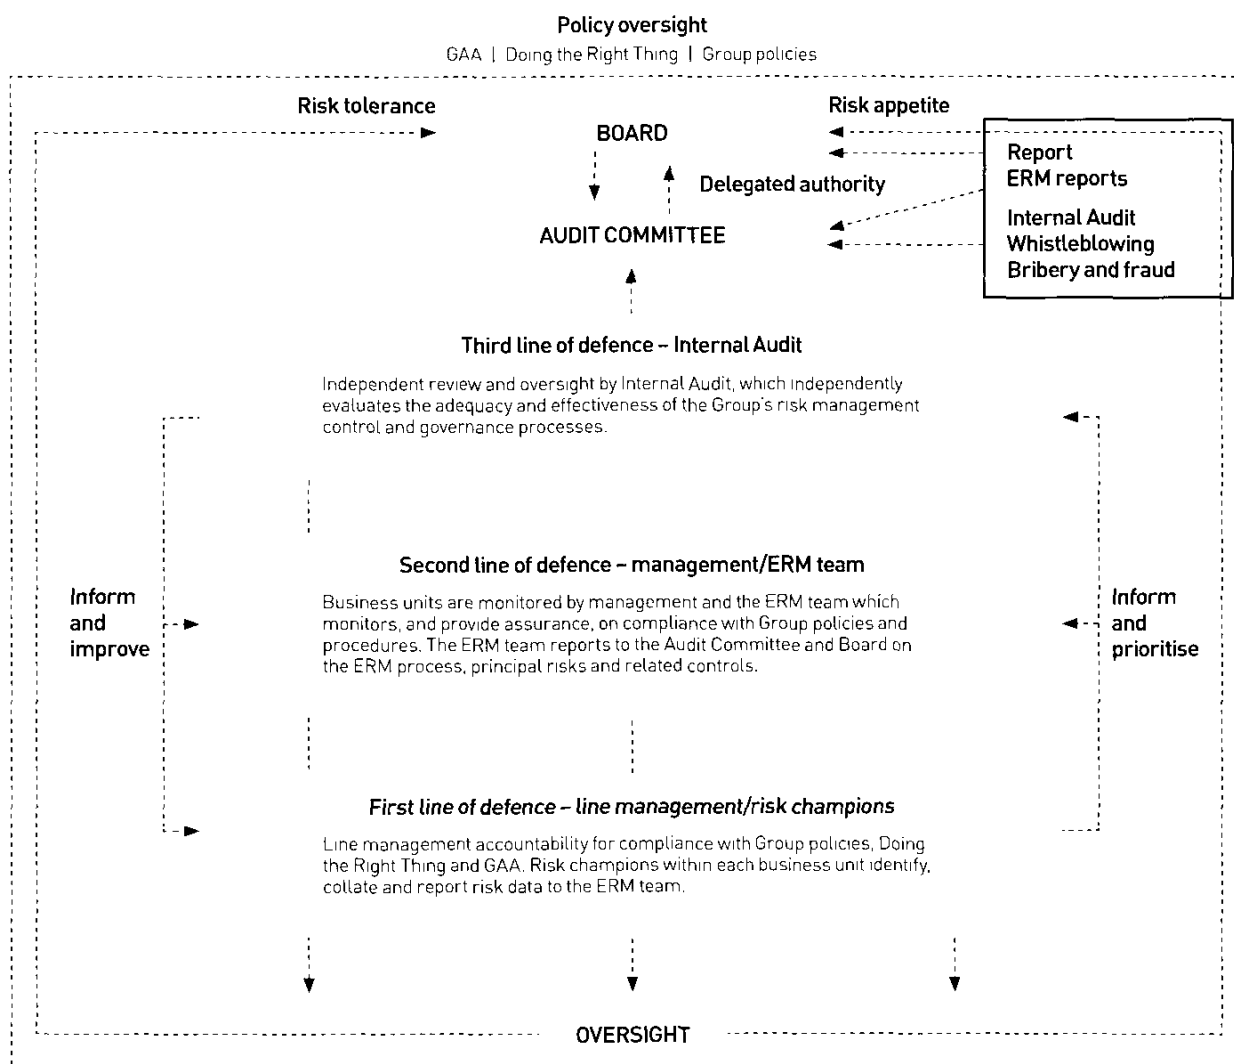 Policy oversight
GAA | Doing the Right Thing | Group policies
Risk tolerance
Risk appetite
BOARD
Delegated authority
AUDIT COMMITTEE
Report
ERM reports
Internal Audit
Whistleblowing
Bribery and fraud
Third line of defence – Internal Audit
Independent review and oversight by Internal Audit, which independently
evaluates the adequacy and effectiveness of the Group's risk management
control and governance processes.
Second line of defence – management/ERM team
Inform
and
improve
Business units are monitored by management and the ERM team which
monitors, and provide assurance, on compliance with Group policies and
procedures. The ERM team reports to the Audit Committee and Board on
the ERM process, principal risks and related controls.
Inform
and
prioritise
First line of defence – line management/risk champions
Line management accountability for compliance with Group policies, Doing
the Right Thing and GAA. Risk champions within each business unit identify,
collate and report risk data to the ERM team.
OVERSIGHT